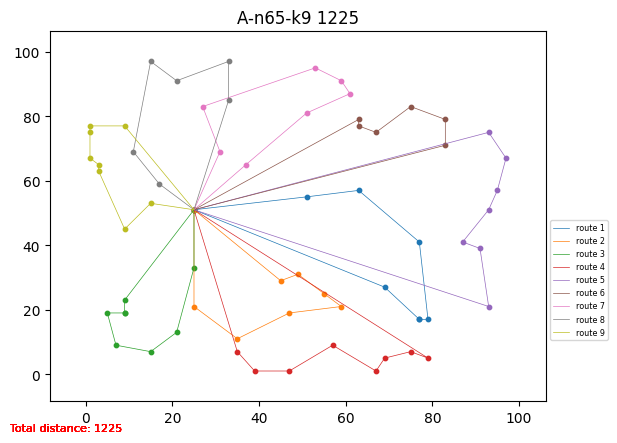 A-n65-k9 1225
100
80
60
40
20
0
0 20 40 60 80 100
route 1
route 2
route 3
route 4
route 5
route 6
route 7
route 8
route 9
Total distance: 1225